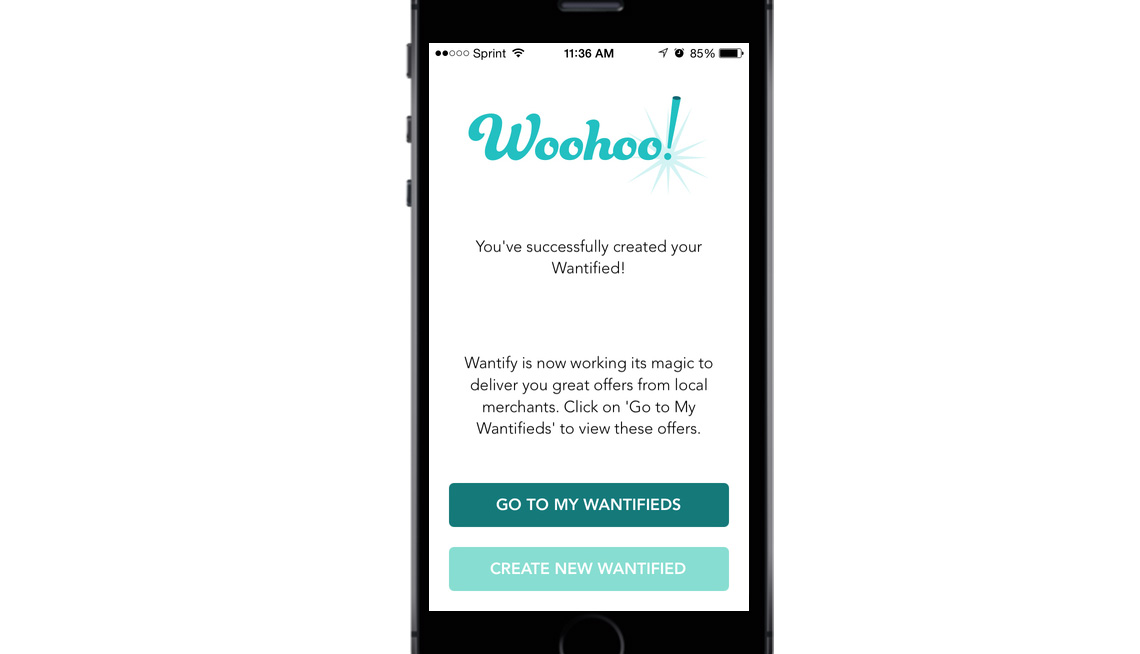 Sprint 11:36 AM 85%
Woohoo!
You've successfully created your
Wantified!
Wantify is now working its magic to
deliver you great offers from local
merchants. Click on 'Go to My
Wantifieds' to view these offers.
GO TO MY WANTIFIEDS
CREATE NEW WANTIFIED